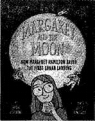 MARGARET
AND THE
MOON
HOW MARGARET HAMILTON SAVED
THE FIRST LUNAR LANDING